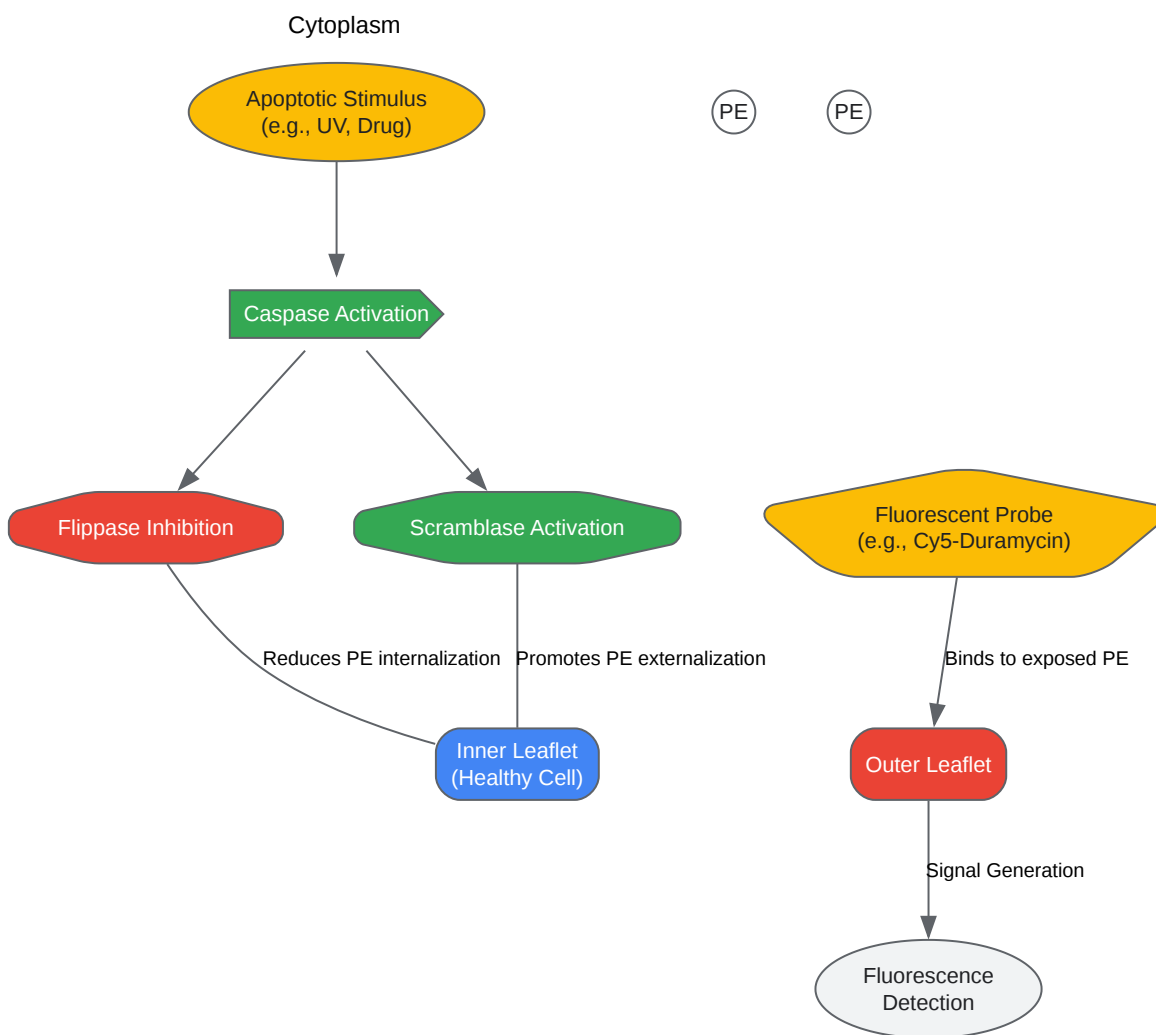 Cytoplasm
Apoptotic Stimulus
(e.g., UV, Drug)
PE
PE
Caspase Activation
Flippase Inhibition
Scramblase Activation
Fluorescent Probe
(e.g., Cy5-Duramycin)
Reduces PE internalization
Promotes PE externalization
Binds to exposed PE
Inner Leaflet
(Healthy Cell)
Outer Leaflet
Signal Generation
Fluorescence
Detection